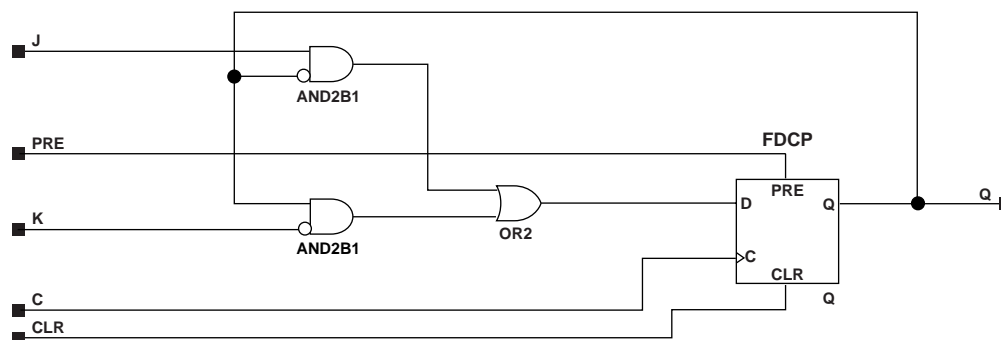 J
AND2B1
PRE
FDCP
PRE
Q
D
Q
K
OR2
AND2B1
C
CLR
C
Q
CLR